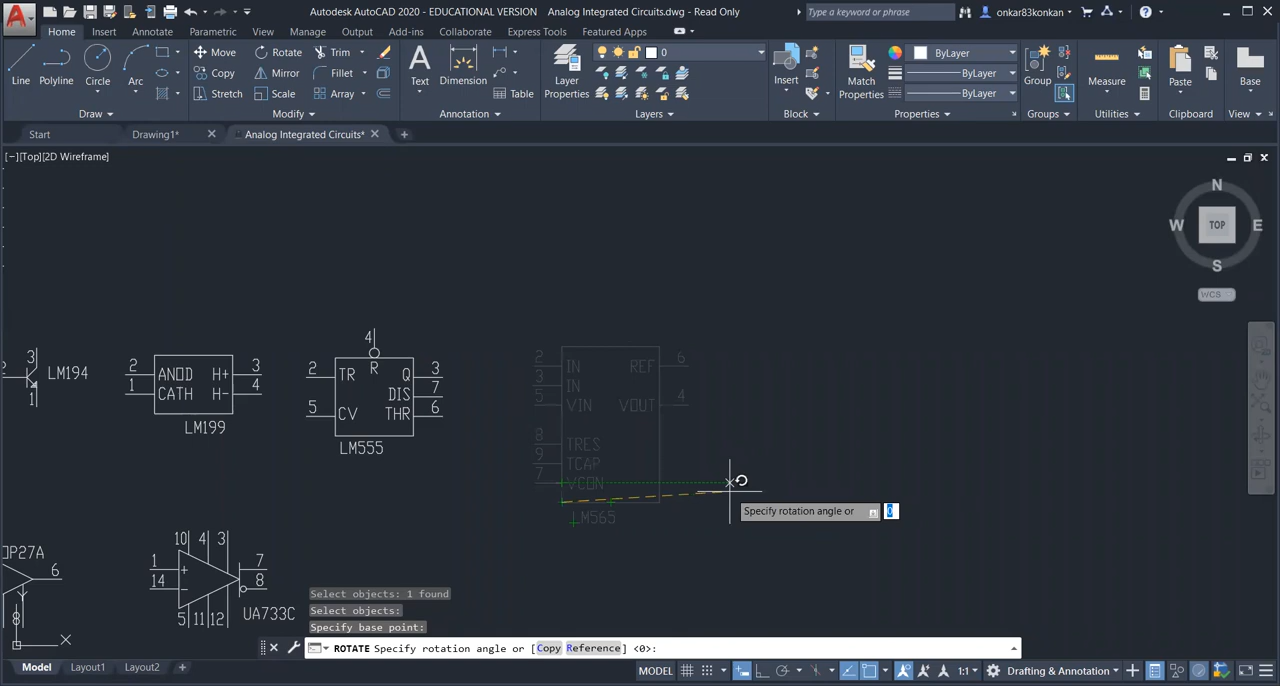 Autodesk AutoCAD 2020 - EDUCATIONAL VERSION Analog Integrated Circuits.dwg - Read Only
Type a keyword or phrase
onkar83konkan
Home Insert Annotate Parametric View Manage Output Add-ins Collaborate Express Tools Featured Apps
Line
Polyline
Circle
Arc
Move
Rotate
Trim
Copy
Mirror
Fillet
Stretch
Scale
Array
Text
Dimension
Table
Layer
Properties
0
Insert
Match
Properties
ByLayer
ByLayer
ByLayer
Group
Measure
Paste
Base
Draw
Modify
Annotation
Layers
Block
Properties
Groups
Utilities
Clipboard
View
Start
Drawing1*
Analog Integrated Circuits*
[−][Top][2D Wireframe]
N
W
TOP
E
S
WCS
3
LM194
2
1
2
ANOD
H+
3
1
CATH
H-
4
LM199
4
R
2
TR
Q
3
DIS
7
5
CV
THR
6
LM555
2
IN
REF
6
3
IN
5
VIN
VOUT
4
8
TRES
9
TCAP
7
VCON
LM565
Specify rotation angle or
0
OP27A
6
8
10
4
3
1
+
7
14
−
8
5
11
12
UA733C
Select objects: 1 found
Select objects:
Specify base point:
ROTATE Specify rotation angle or [Copy Reference] <0>:
Model
Layout1
Layout2
MODEL
1:1
Drafting & Annotation